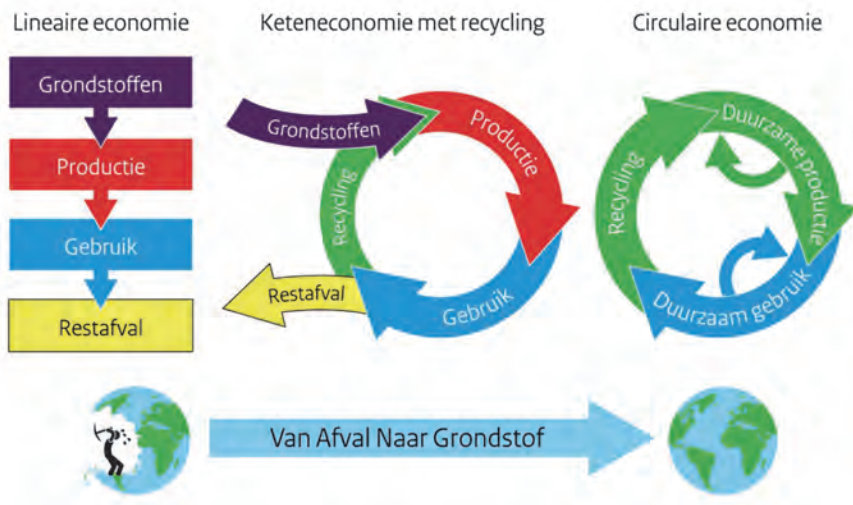 Lineaire economie
Grondstoffen
Productie
Gebruik
Restafval
Keteneconomie met recycling
Grondstoffen
Productie
Gebruik
Recycling
Restafval
Circulaire economie
Duurzame productie
Duurzaam gebruik
Recycling
Van Afval Naar Grondstof